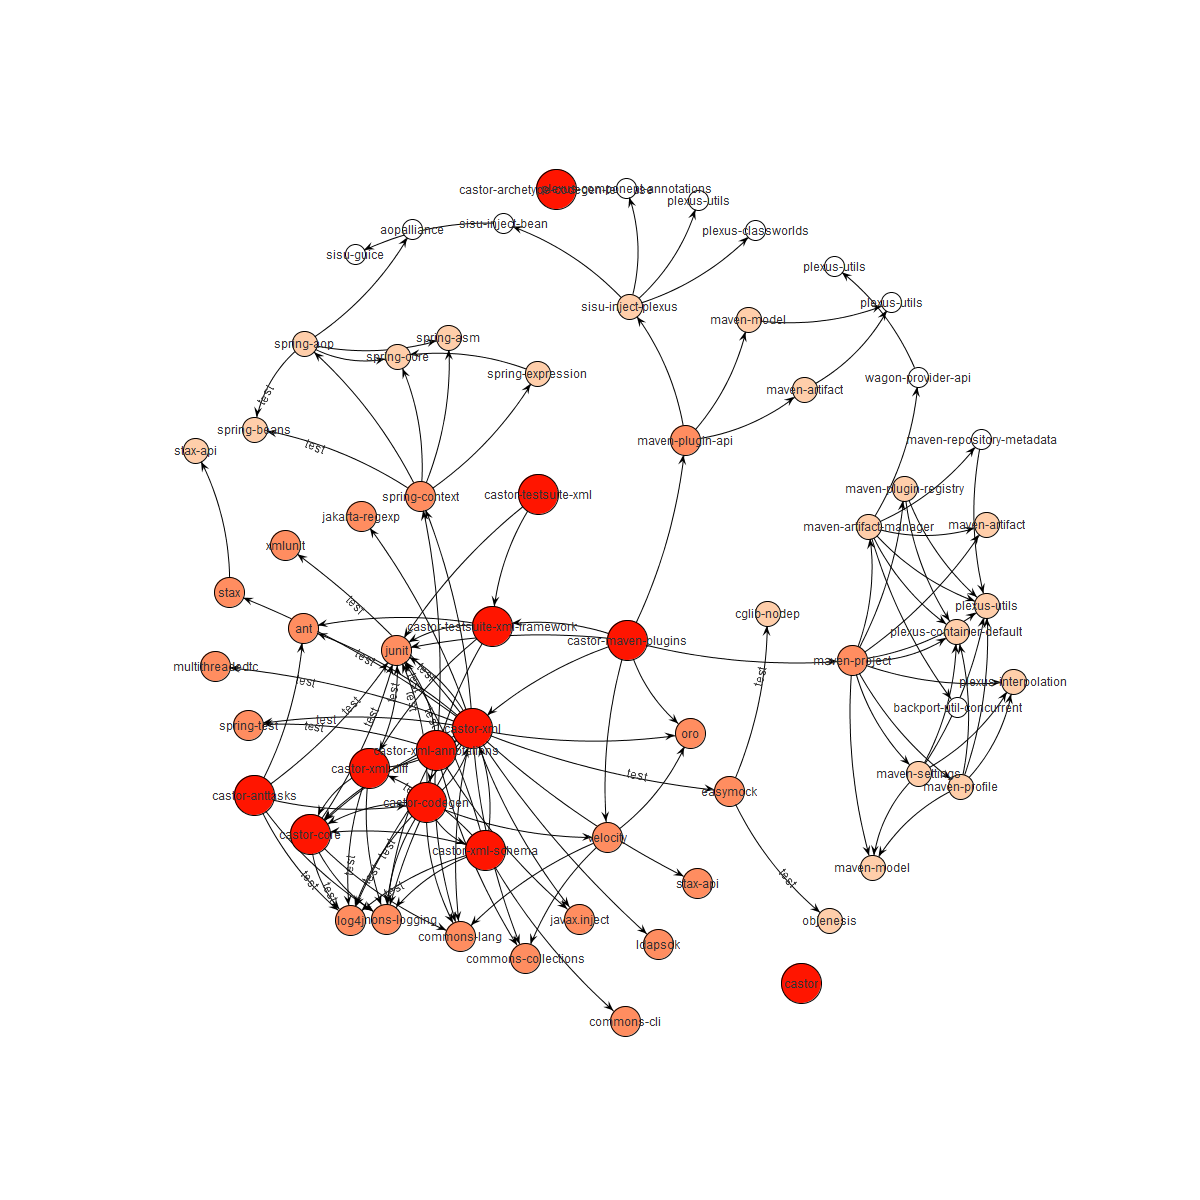 castor-archetype-codegen-te
plexus-component-annotations
plexus-utils
aopalliance
sisu-inject-bean
plexus-classworlds
sisu-guice
plexus-utils
sisu-inject-plexus
plexus-utils
maven-model
spring-aop
spring-asm
spring-core
spring-expression
wagon-provider-api
maven-artifact
test
spring-beans
test
stax-api
maven-plugin-api
maven-repository-metadata
maven-plugin-registry
spring-context
castor-testsuite-xml
jakarta-regexp
maven-artifact-manager
maven-artifact
xmlunit
stax
test
plexus-utils
cglib-nodep
ant
castor-testsuite-xml-framework
castor-maven-plugins
plexus-container-default
junit
test
maven-project
multithreadedtc
test
test
test
test
test
test
plexus-interpolation
backport-util-concurrent
spring-test
test
test
test
castor-xml
oro
castor-xml-annotations
castor-xml-diff
test
maven-settings
maven-profile
castor-anttasks
castor-codegen
easymock
castor-core
velocity
test
castor-xml-schema
test
maven-model
test
test
test
test
test
stax-api
test
log4j
mons-logging
javax.inject
objenesis
commons-lang
ldapsdk
commons-collections
castor
commons-cli